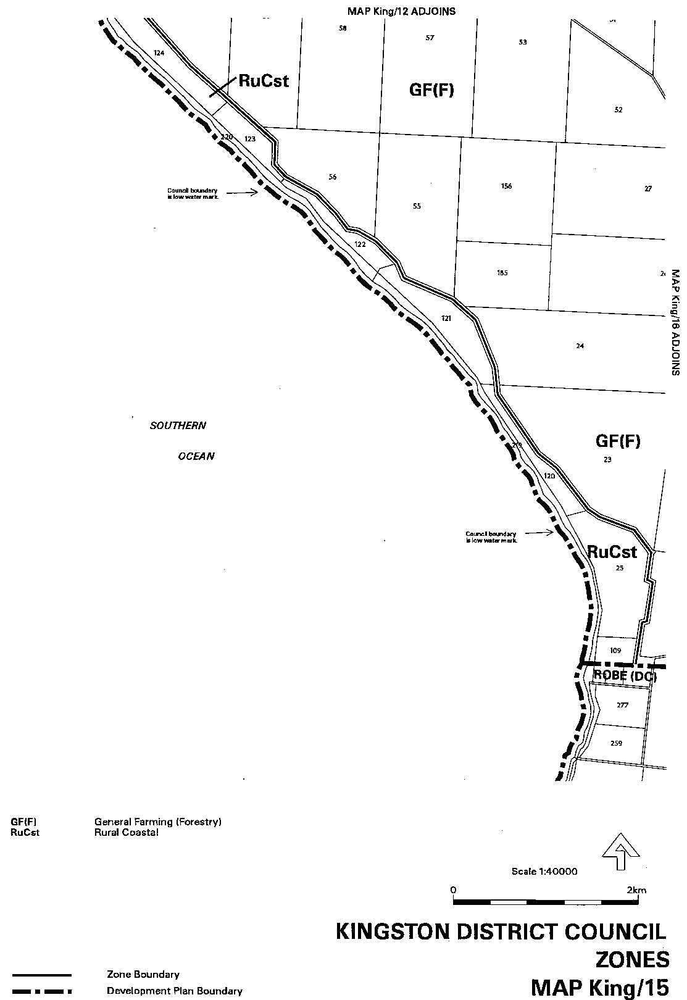 MAP King/12 ADJOINS
58
57
53
124
RuCst
GF(F)
52
220
123
56
156
27
Council boundary
is low water mark.
55
122
185
MAP King/16 ADJOINS
121
24
SOUTHERN
OCEAN
GF(F)
219
23
120
Council boundary
is low water mark.
RuCst
25
109
ROBE (DC)
277
259
GF(F) General Farming (Forestry)
RuCst Rural Coastal
Scale 1:40000
0 2km
KINGSTON DISTRICT COUNCIL
ZONES
MAP King/15
Zone Boundary
Development Plan Boundary